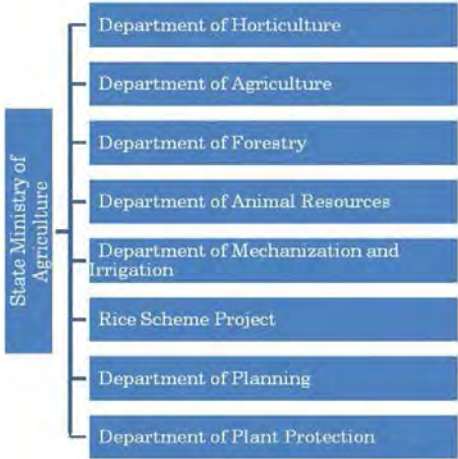 State Ministry of
Agriculture
Department of Horticulture
Department of Agriculture
Department of Forestry
Department of Animal Resources
Department of Mechanization and
Irrigation
Rice Scheme Project
Department of Planning
Department of Plant Protection